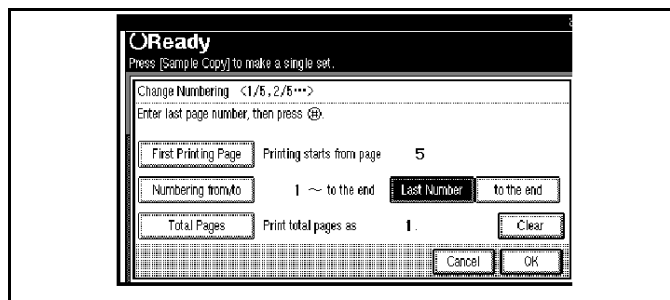 Ready
Press [Sample Copy] to make a single set.
Change Numbering <1/5, 2/5···>
Enter last page number, then press ⊕.
First Printing Page Printing starts from page 5
Numbering from/to 1 ~ to the end Last Number to the end
Total Pages Print total pages as 1.
Clear
Cancel OK